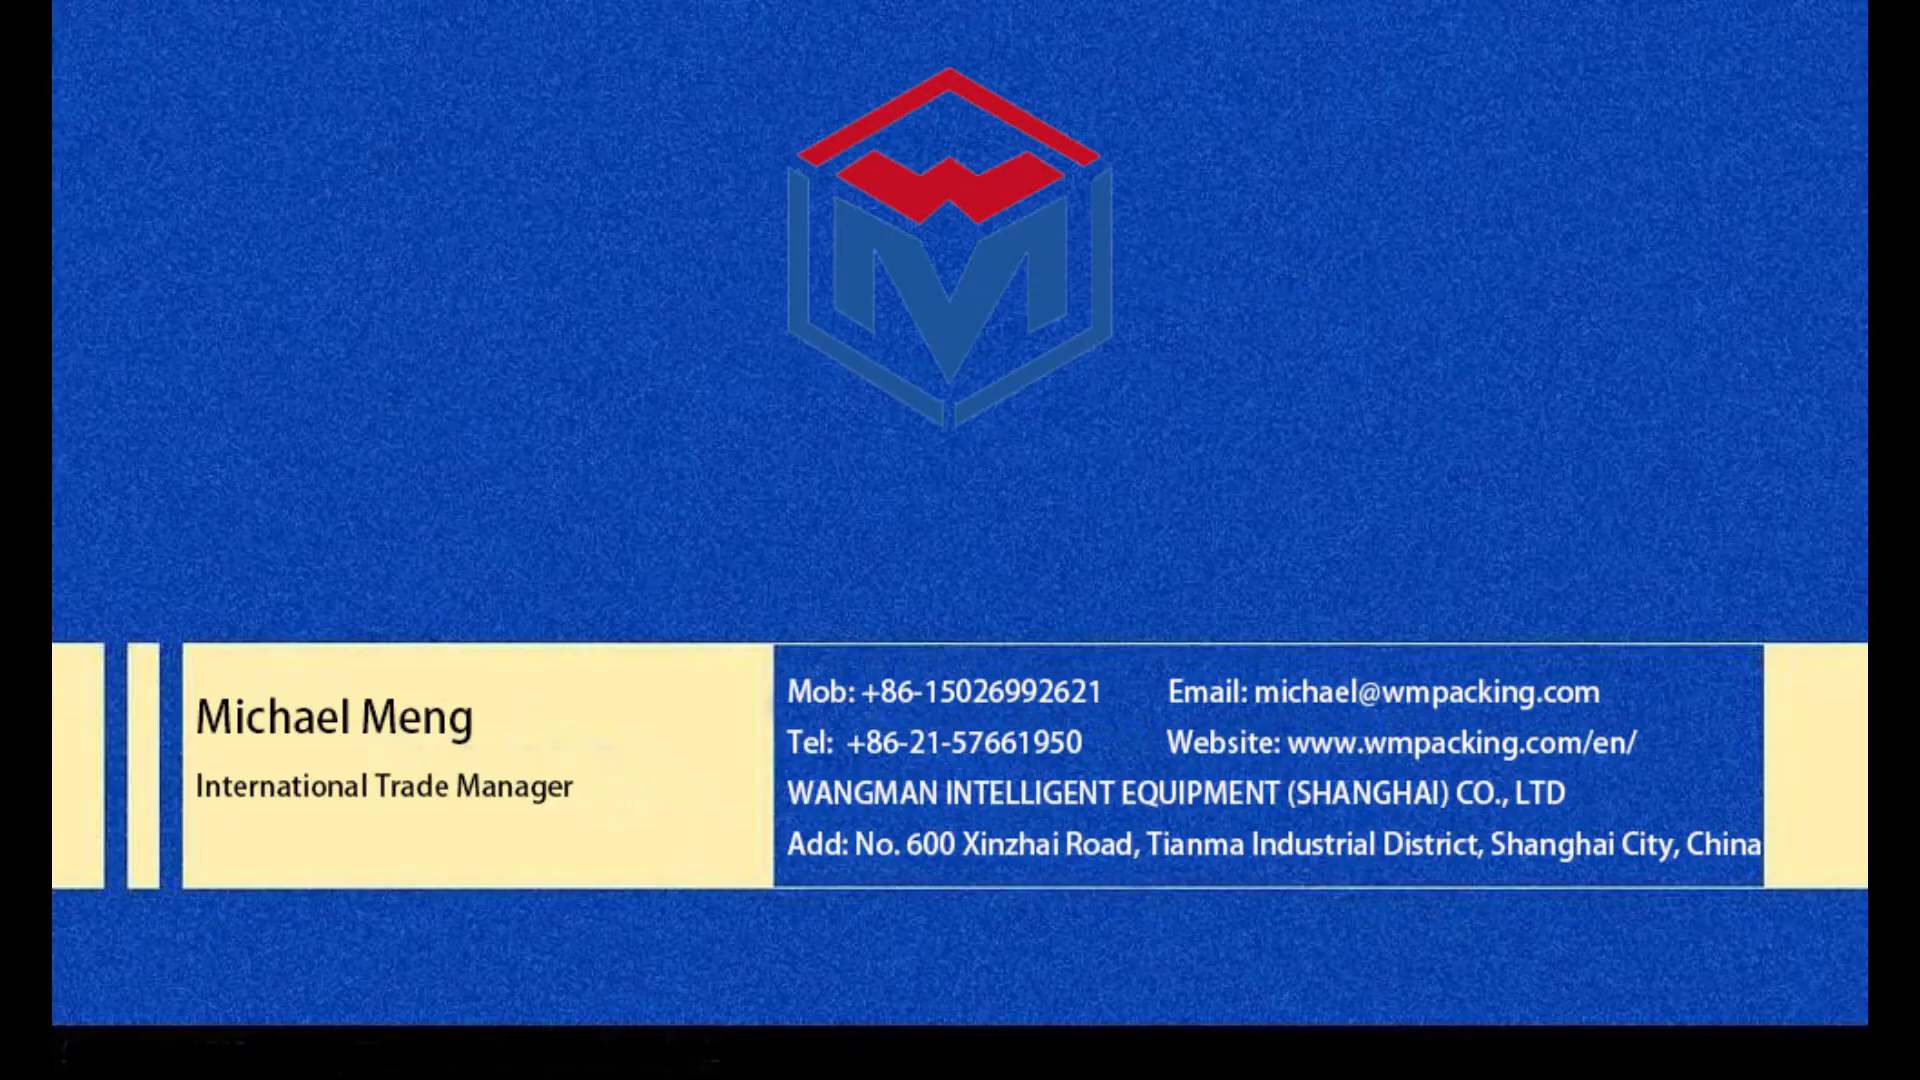 Michael Meng
International Trade Manager
Mob: +86-15026992621
Email: michael@wmpacking.com
Tel: +86-21-57661950
Website: www.wmpacking.com/en/
WANGMAN INTELLIGENT EQUIPMENT (SHANGHAI) CO., LTD
Add: No. 600 Xinzhai Road, Tianma Industrial District, Shanghai City, China